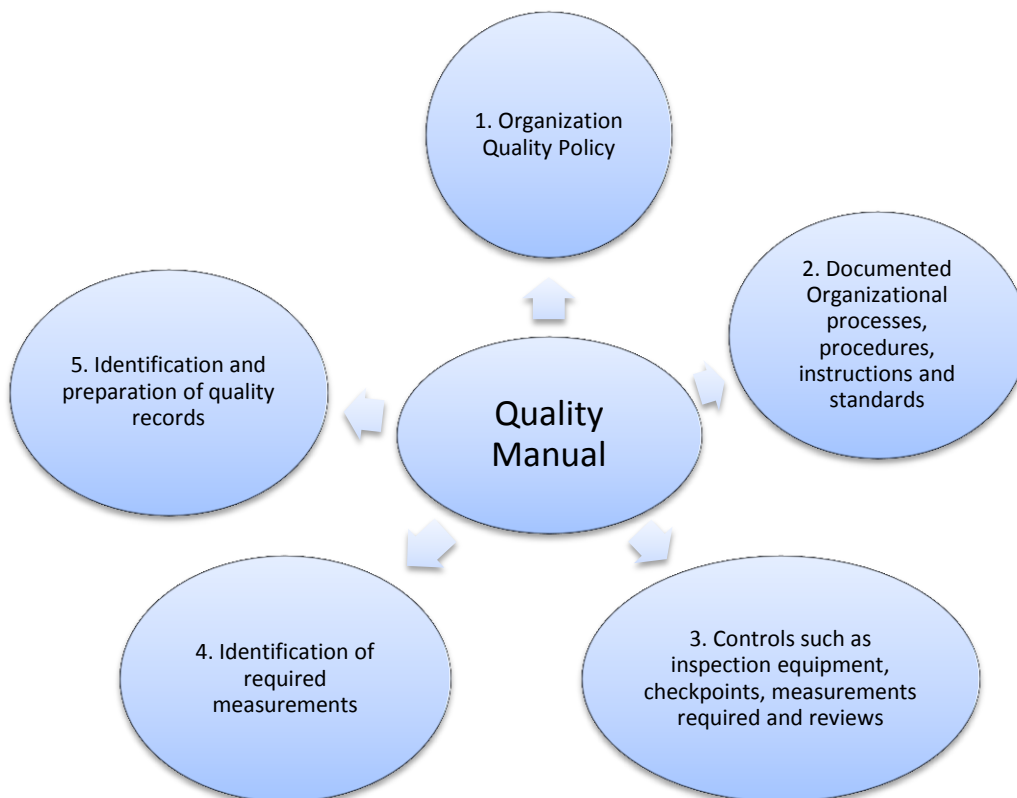 1. Organization
Quality Policy
2. Documented
Organizational
processes,
procedures,
instructions and
standards
3. Controls such as
inspection equipment,
checkpoints, measurements
required and reviews
4. Identification of
required
measurements
5. Identification and
preparation of quality
records
Quality
Manual